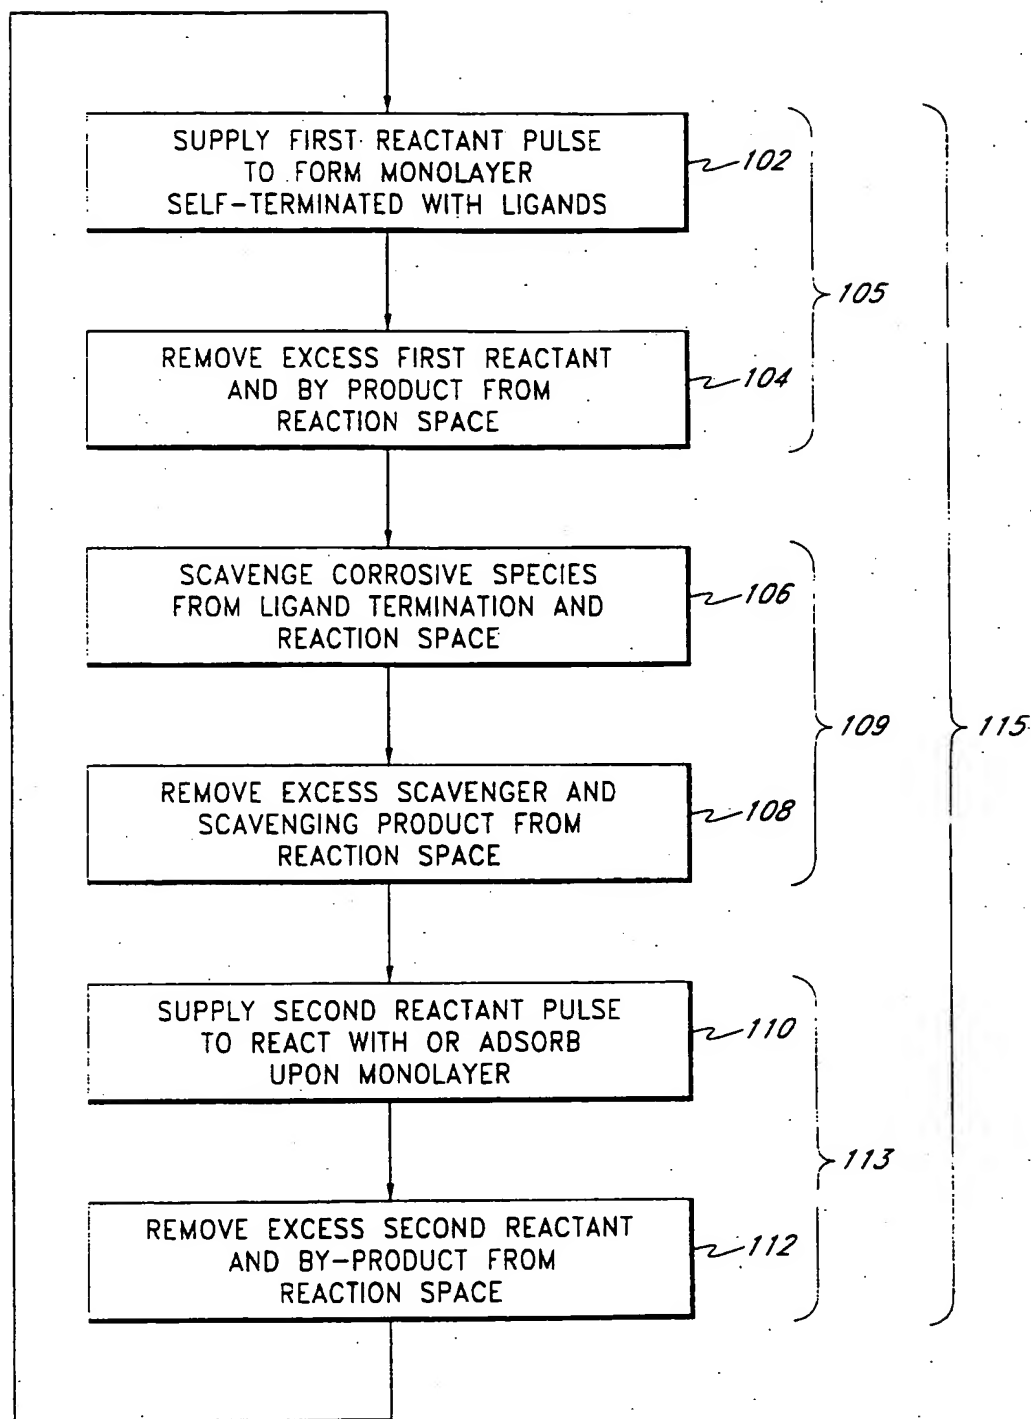 SUPPLY FIRST REACTANT PULSE
TO FORM MONOLAYER
SELF-TERMINATED WITH LIGANDS
102
105
REMOVE EXCESS FIRST REACTANT
AND BY PRODUCT FROM
REACTION SPACE
104
SCAVENGE CORROSIVE SPECIES
FROM LIGAND TERMINATION AND
REACTION SPACE
106
109
115
REMOVE EXCESS SCAVENGER AND
SCAVENGING PRODUCT FROM
REACTION SPACE
108
SUPPLY SECOND REACTANT PULSE
TO REACT WITH OR ADSORB
UPON MONOLAYER
110
113
REMOVE EXCESS SECOND REACTANT
AND BY-PRODUCT FROM
REACTION SPACE
112